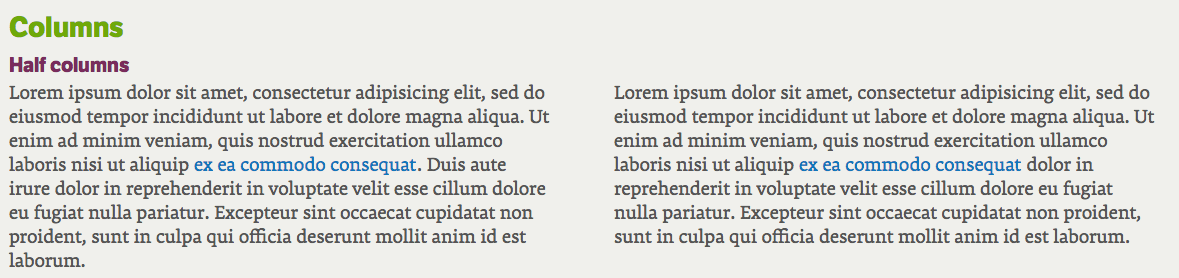 Columns
Half columns
Lorem ipsum dolor sit amet, consectetur adipisicing elit, sed do
eiusmod tempor incididunt ut labore et dolore magna aliqua. Ut
enim ad minim veniam, quis nostrud exercitation ullamco
laboris nisi ut aliquip ex ea commodo consequat. Duis aute
irure dolor in reprehenderit in voluptate velit esse cillum dolore
eu fugiat nulla pariatur. Excepteur sint occaecat cupidatat non
proident, sunt in culpa qui officia deserunt mollit anim id est
laborum.
Lorem ipsum dolor sit amet, consectetur adipisicing elit, sed do
eiusmod tempor incididunt ut labore et dolore magna aliqua. Ut
enim ad minim veniam, quis nostrud exercitation ullamco
laboris nisi ut aliquip ex ea commodo consequat dolor in
reprehenderit in voluptate velit esse cillum dolore eu fugiat
nulla pariatur. Excepteur sint occaecat cupidatat non proident,
sunt in culpa qui officia deserunt mollit anim id est laborum.